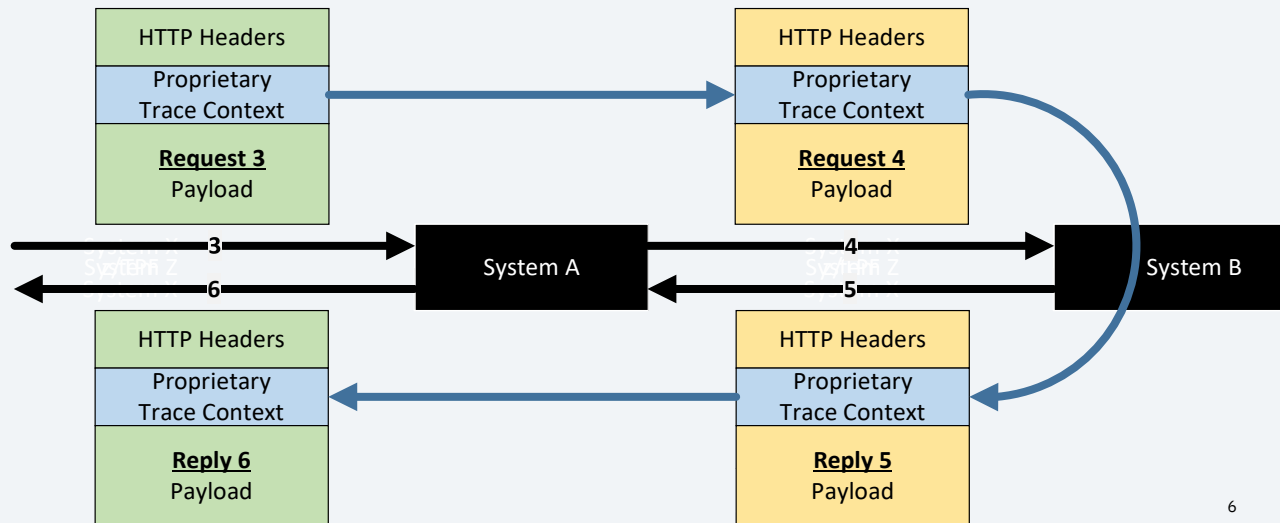 HTTP Headers
Proprietary
Trace Context
Request 3
Payload
HTTP Headers
Proprietary
Trace Context
Request 4
Payload
3
6
System A
4
5
System B
HTTP Headers
Proprietary
Trace Context
Reply 6
Payload
HTTP Headers
Proprietary
Trace Context
Reply 5
Payload
6